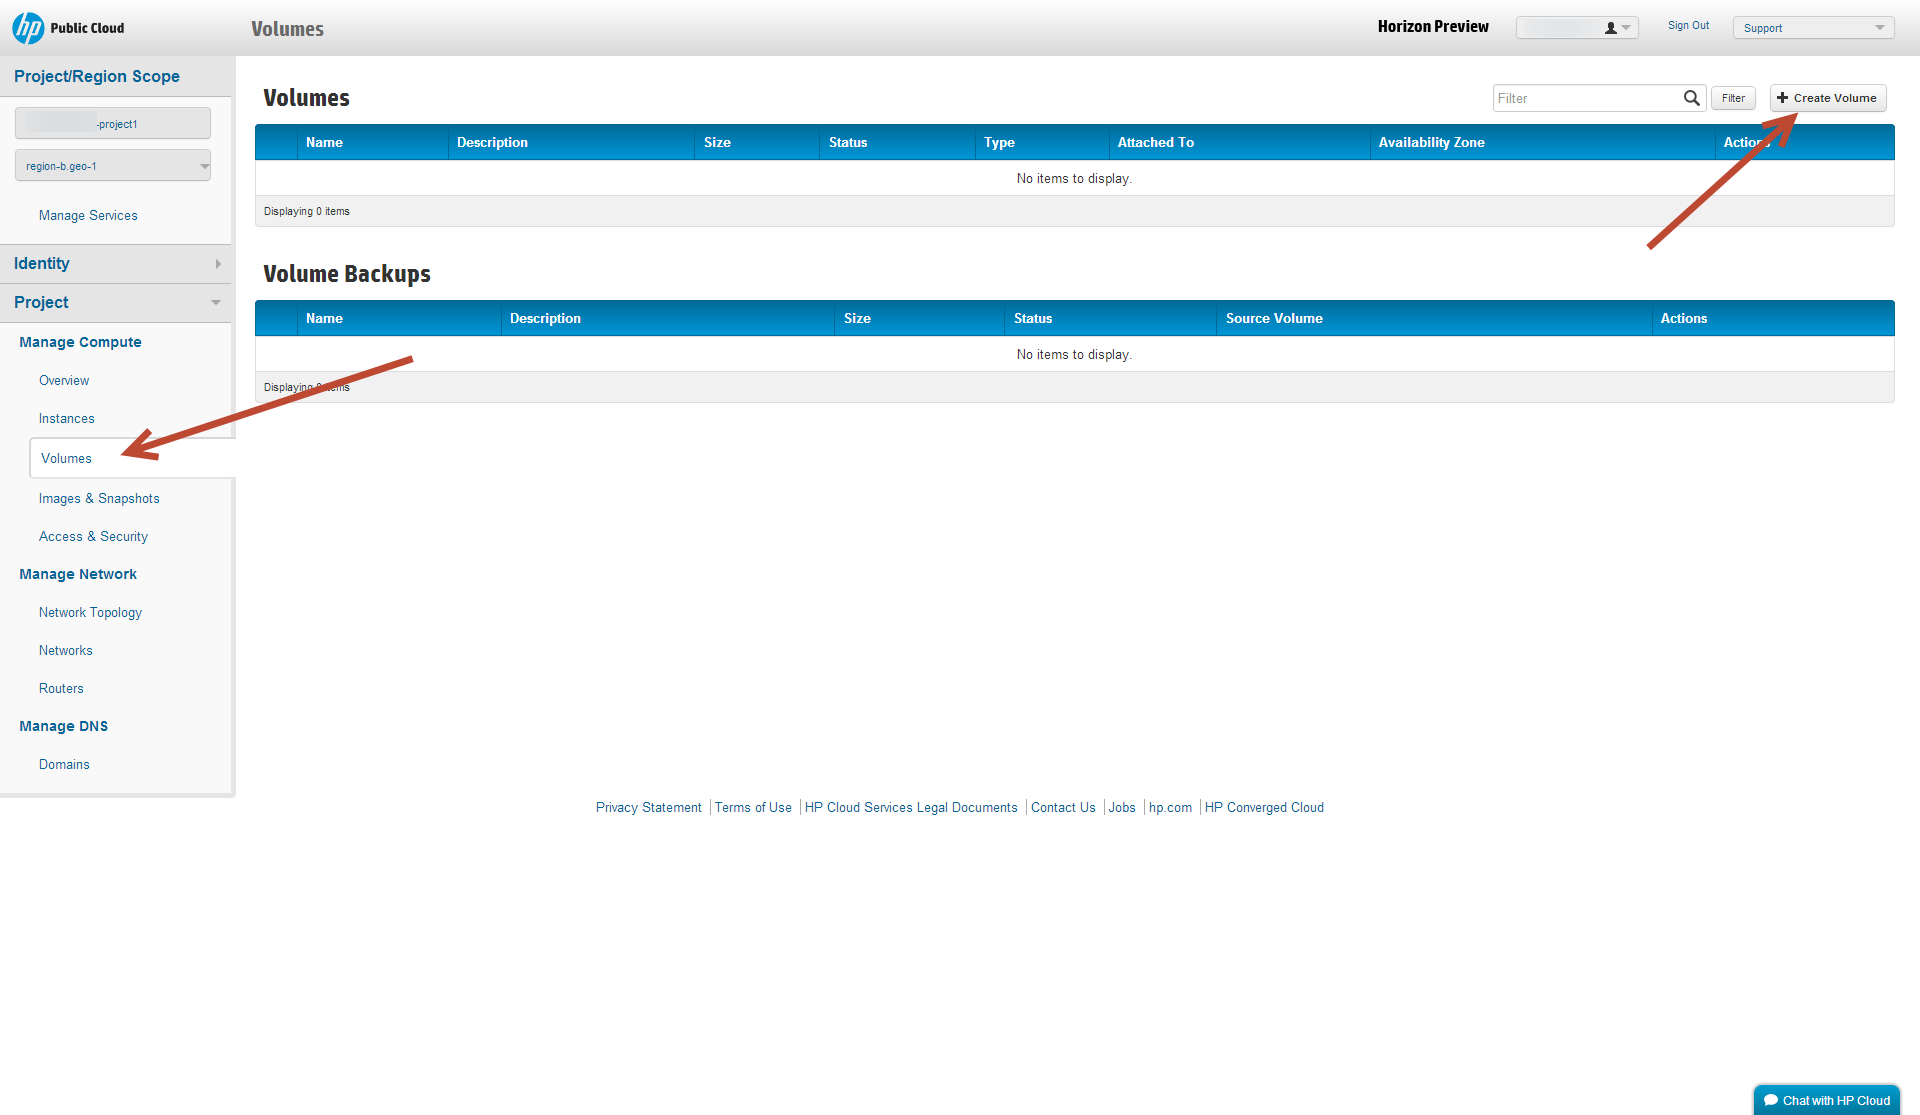 hp Public Cloud
Volumes
Horizon Preview
Sign Out
Support
Project/Region Scope
-project1
region-b.geo-1
Manage Services
Identity
Project
Manage Compute
Overview
Instances
Volumes
Images & Snapshots
Access & Security
Manage Network
Network Topology
Networks
Routers
Manage DNS
Domains
Volumes
Filter
Filter
+ Create Volume
Name Description Size Status Type Attached To Availability Zone Actions
No items to display.
Displaying 0 items
Volume Backups
Name Description Size Status Source Volume Actions
No items to display.
Displaying 0 items
Privacy Statement | Terms of Use | HP Cloud Services Legal Documents | Contact Us | Jobs | hp.com | HP Converged Cloud
Chat with HP Cloud